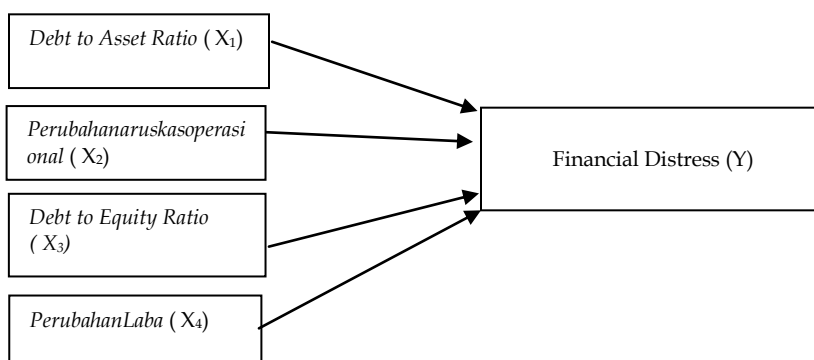 Debt to Asset Ratio ( X₁)
Perubahanaruskasoperasi
onal ( X₂)
Financial Distress (Y)
Debt to Equity Ratio
( X₃)
PerubahanLaba ( X₄)